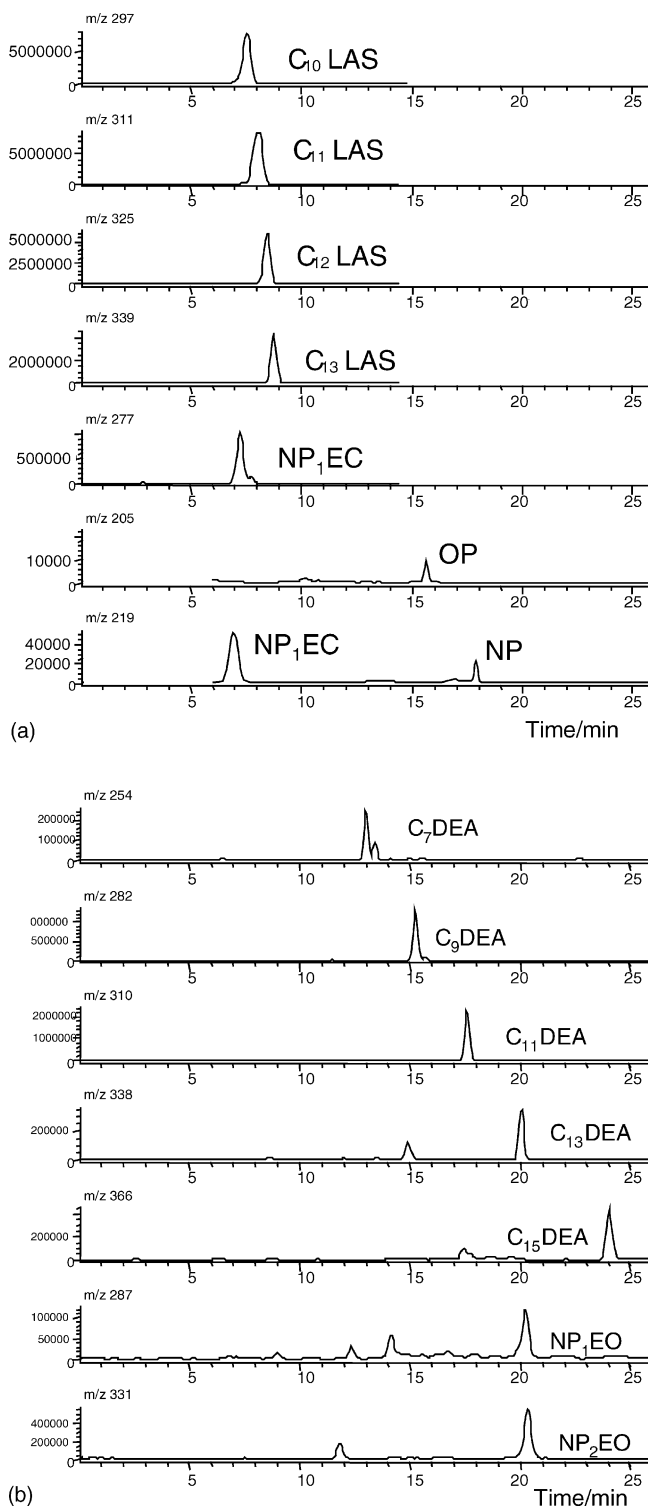 m/z 297
5000000
C10 LAS
0
5 10 15 20 25
m/z 311
5000000
C11 LAS
0
5 10 15 20 25
m/z 325
5000000
C12 LAS
2500000
0
5 10 15 20 25
m/z 339
C13 LAS
2000000
0
5 10 15 20 25
m/z 277
NP1EC
500000
0
5 10 15 20 25
m/z 205
OP
10000
0
5 10 15 20 25
m/z 219
NP1EC NP
40000
20000
0
5 10 15 20 25
(a) Time/min
m/z 254
200000
C7DEA
100000
0
5 10 15 20 25
m/z 282
000000
C9DEA
500000
0
5 10 15 20 25
m/z 310
2000000
C11DEA
1000000
0
5 10 15 20 25
m/z 338
200000
C13DEA
0
5 10 15 20 25
m/z 366
C15DEA
200000
0
5 10 15 20 25
m/z 287
100000
NP1EO
50000
0
5 10 15 20 25
m/z 331
400000
200000
NP2EO
0
5 10 15 20 25
(b) Time/min